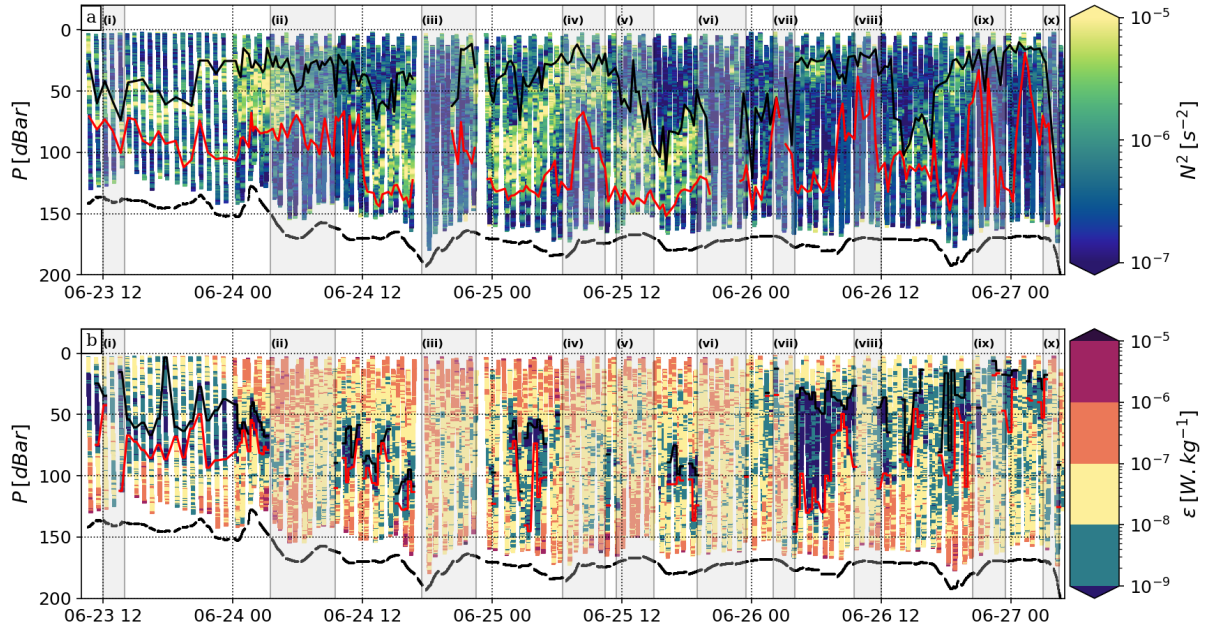 a
(i) (ii) (iii) (iv) (v) (vi) (vii) (viii) (ix) (x)
0
50
100
150
200
P [dBar]
06-23 12 06-24 00 06-24 12 06-25 00 06-25 12 06-26 00 06-26 12 06-27 00
10⁻⁵
10⁻⁶
10⁻⁷
N² [s⁻²]
b
(i) (ii) (iii) (iv) (v) (vi) (vii) (viii) (ix) (x)
0
50
100
150
200
P [dBar]
06-23 12 06-24 00 06-24 12 06-25 00 06-25 12 06-26 00 06-26 12 06-27 00
10⁻⁵
10⁻⁶
10⁻⁷
10⁻⁸
10⁻⁹
ε [W.kg⁻¹]